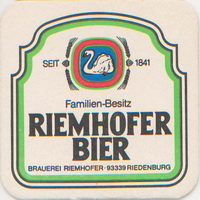 SEIT 1841
Familien-Besitz
RIEMHOFER
BIER
BRAUEREI RIEMHOFER · 93339 RIEDENBURG